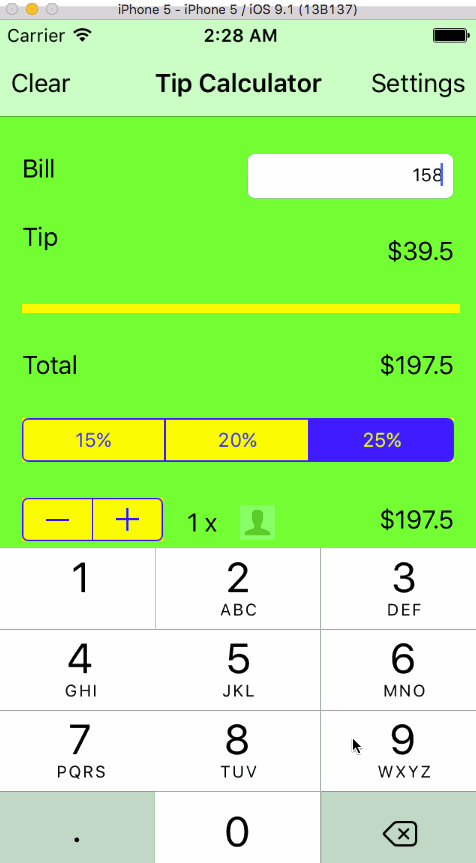 iPhone 5 - iPhone 5 / iOS 9.1 (13B137)
Carrier 2:28 AM
Clear Tip Calculator Settings
Bill 158
Tip $39.5
Total $197.5
15% 20% 25%
− + 1 x $197.5
1 2 3
ABC DEF
4 5 6
GHI JKL MNO
7 8 9
PQRS TUV WXYZ
. 0